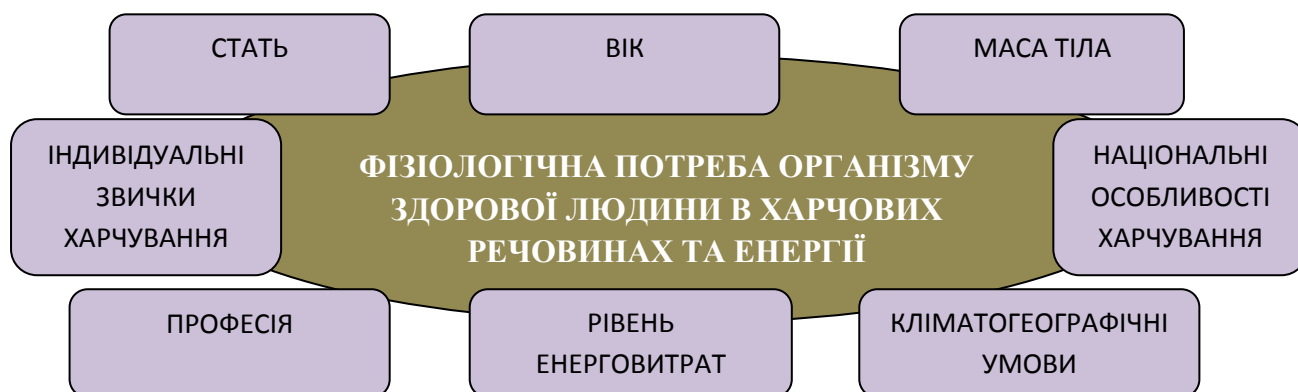 СТАТЬ
ВІК
МАСА ТІЛА
ІНДИВІДУАЛЬНІ
ЗВИЧКИ
ХАРЧУВАННЯ
ФІЗІОЛОГІЧНА ПОТРЕБА ОРГАНІЗМУ
ЗДОРОВОЇ ЛЮДИНИ В ХАРЧОВИХ
РЕЧОВИНАХ ТА ЕНЕРГІЇ
НАЦІОНАЛЬНІ
ОСОБЛИВОСТІ
ХАРЧУВАННЯ
ПРОФЕСІЯ
РІВЕНЬ
ЕНЕРГОВИТРАТ
КЛІМАТОГЕОГРАФІЧНІ
УМОВИ